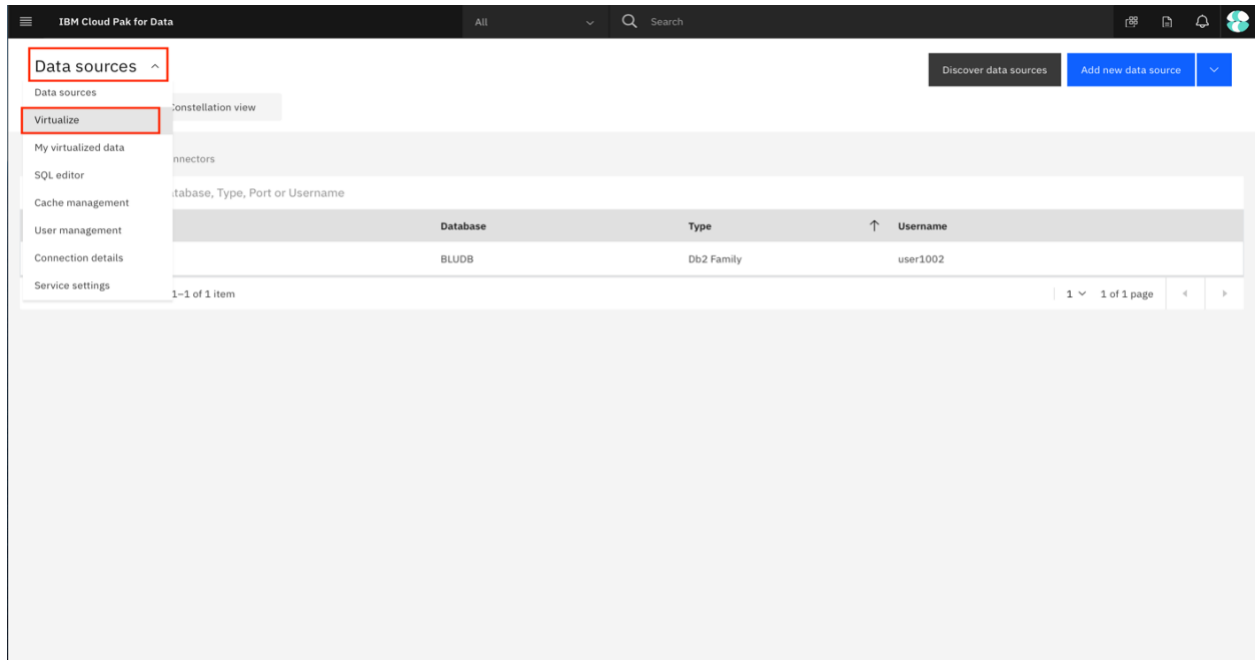 IBM Cloud Pak for Data
All
Search
Data sources
Discover data sources
Add new data source
Data sources
Constellation view
Virtualize
My virtualized data
nnectors
SQL editor
tabase, Type, Port or Username
Cache management
User management
Database
Type
Username
Connection details
BLUDB
Db2 Family
user1002
Service settings
1–1 of 1 item
1
1 of 1 page